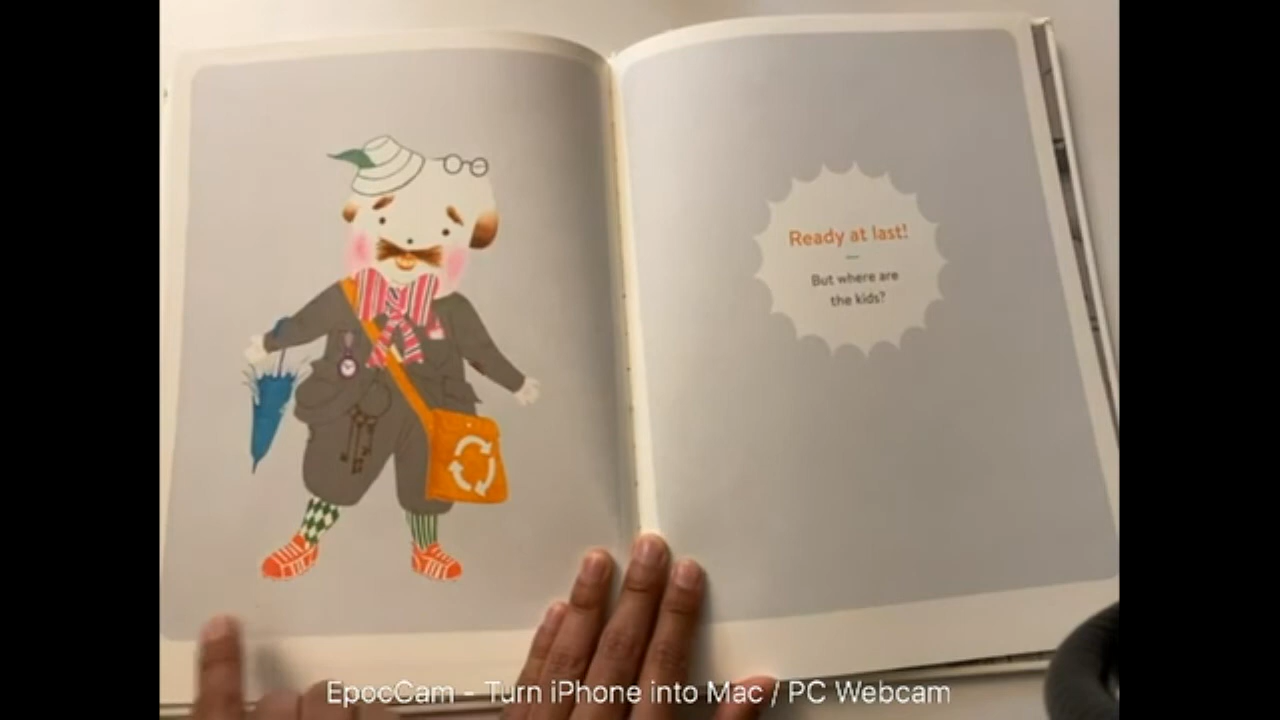 Ready at last!
But where are
the kids?
EpocCam - Turn iPhone into Mac / PC Webcam